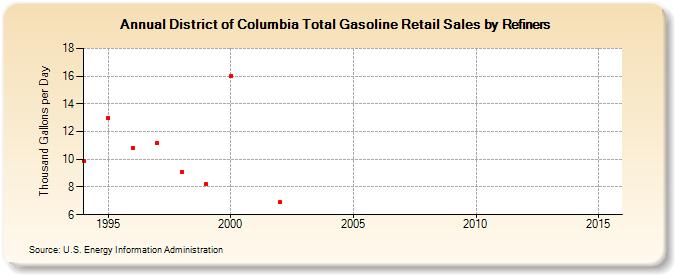 Annual District of Columbia Total Gasoline Retail Sales by Refiners
Thousand Gallons per Day
18
16
14
12
10
8
6
1995 2000 2005 2010 2015
Source: U.S. Energy Information Administration